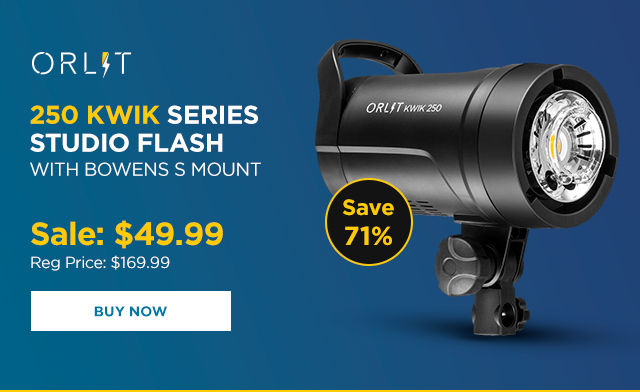 ORLIT
250 KWIK SERIES
STUDIO FLASH
WITH BOWENS S MOUNT
Sale: $49.99
Reg Price: $169.99
BUY NOW
ORLIT KWIK 250
Save
71%